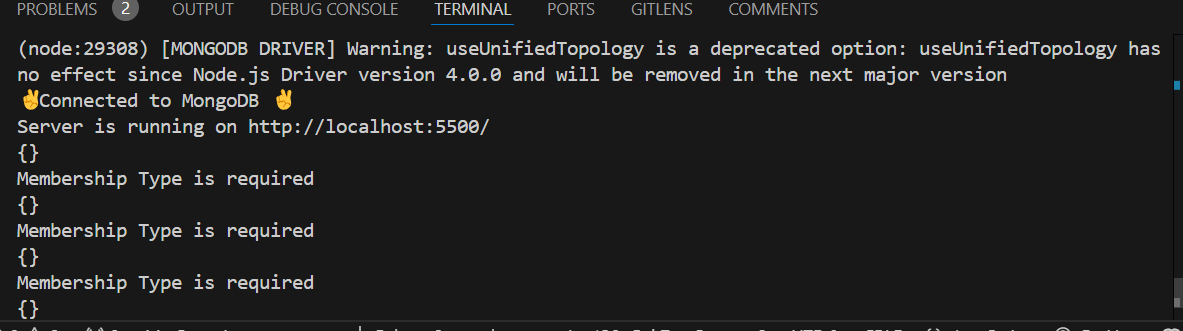 PROBLEMS 2 OUTPUT DEBUG CONSOLE TERMINAL PORTS GITLENS COMMENTS
(node:29308) [MONGODB DRIVER] Warning: useUnifiedTopology is a deprecated option: useUnifiedTopology has
no effect since Node.js Driver version 4.0.0 and will be removed in the next major version
✌Connected to MongoDB ✌
Server is running on http://localhost:5500/
{}
Membership Type is required
{}
Membership Type is required
{}
Membership Type is required
{}